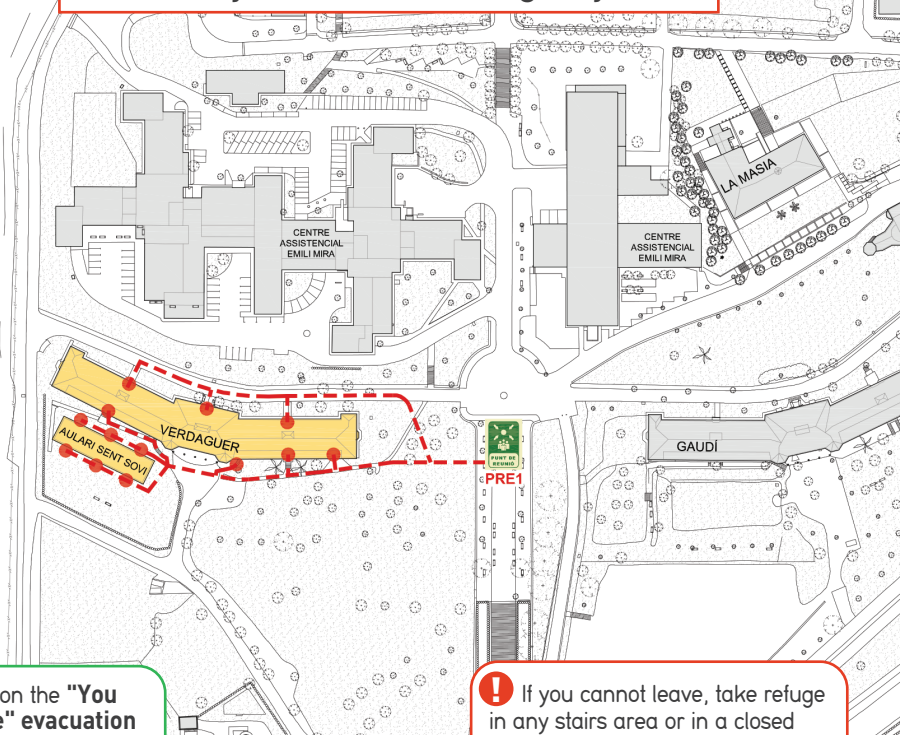 LA MASIA
CENTRE
ASSISTENCIAL
EMILI MIRA
CENTRE
ASSISTENCIAL
EMILI MIRA
VERDAGUER
AULARI SENT SOVI
PUNT DE
REUNIÓ
PRE1
GAUDÍ
on the "You
e" evacuation
! If you cannot leave, take refuge
in any stairs area or in a closed